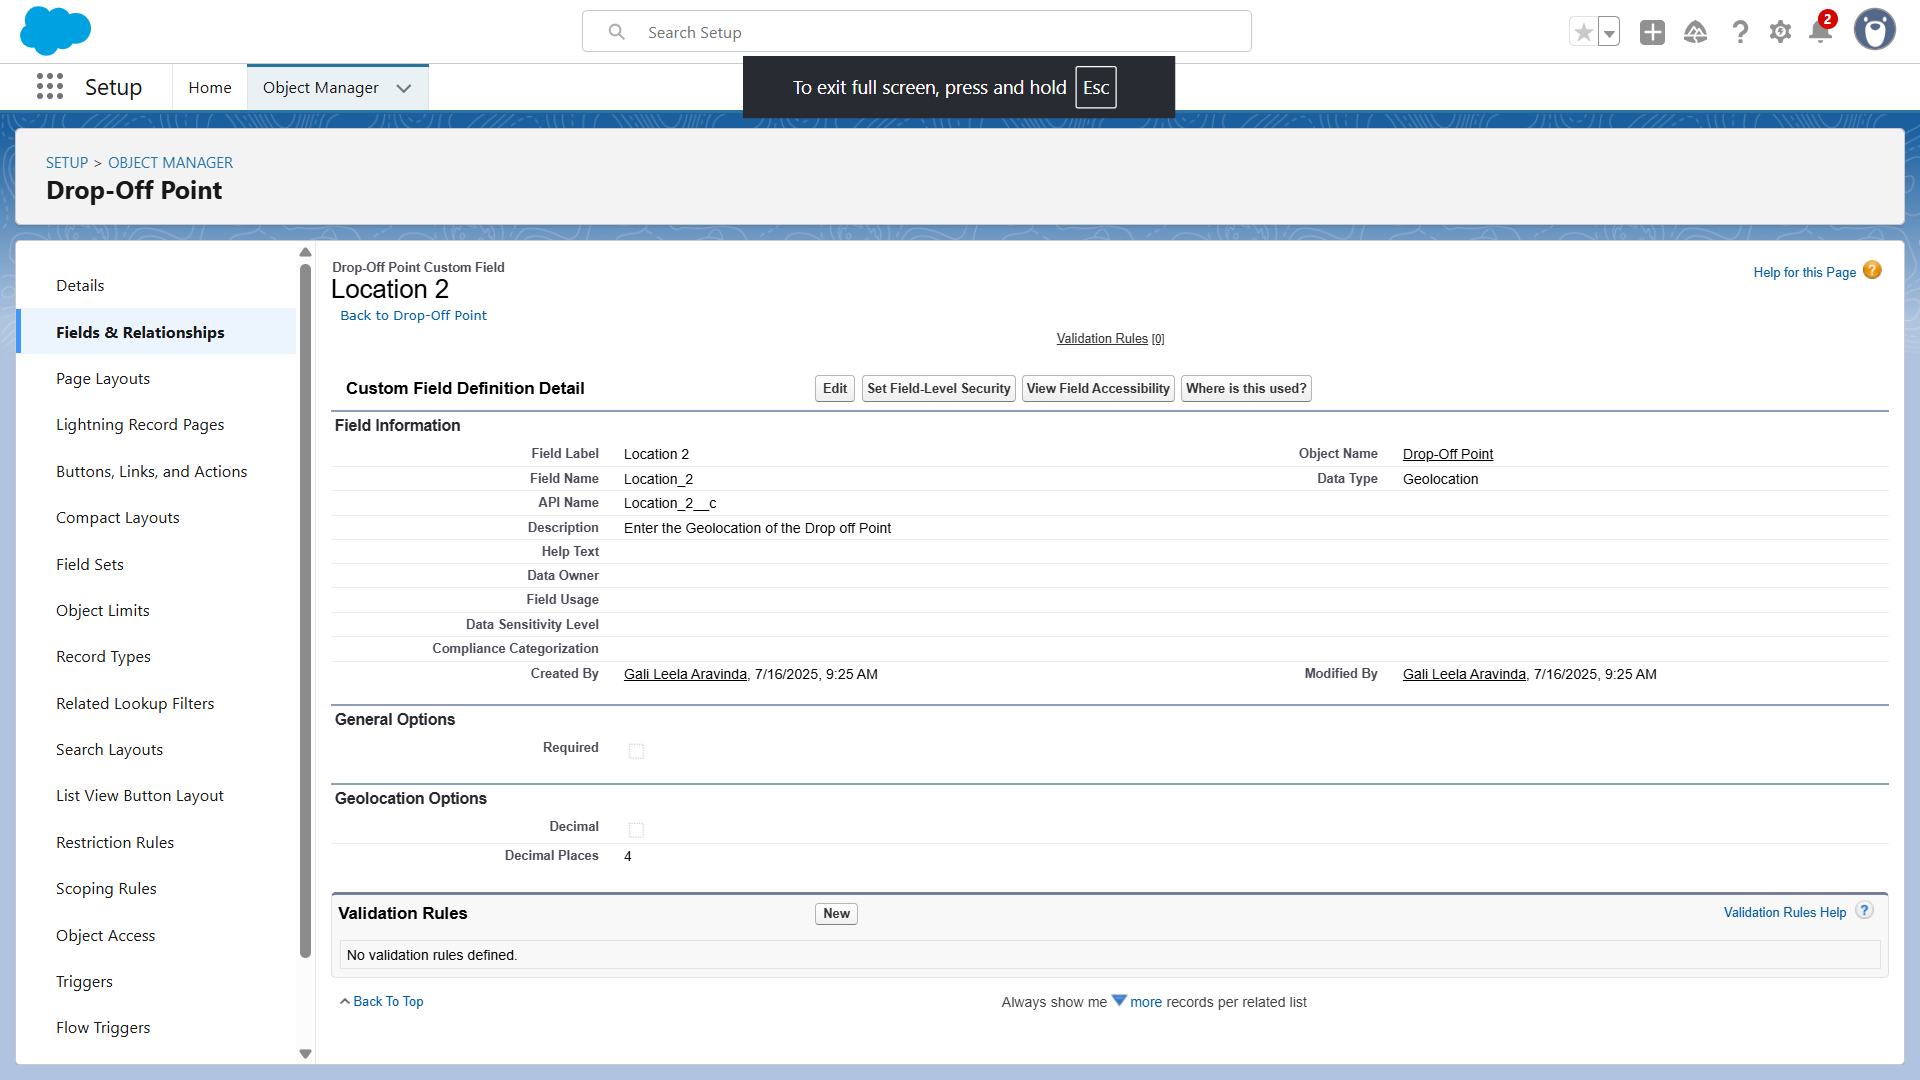 Search Setup
2
Setup
Home
Object Manager
To exit full screen, press and hold Esc
SETUP > OBJECT MANAGER
Drop-Off Point
Details
Fields & Relationships
Page Layouts
Lightning Record Pages
Buttons, Links, and Actions
Compact Layouts
Field Sets
Object Limits
Record Types
Related Lookup Filters
Search Layouts
List View Button Layout
Restriction Rules
Scoping Rules
Object Access
Triggers
Flow Triggers
Drop-Off Point Custom Field
Location 2
Back to Drop-Off Point
Help for this Page ?
Validation Rules [0]
Custom Field Definition Detail
Edit
Set Field-Level Security
View Field Accessibility
Where is this used?
Field Information
Field Label Location 2 Object Name Drop-Off Point
Field Name Location_2 Data Type Geolocation
API Name Location_2__c
Description Enter the Geolocation of the Drop off Point
Help Text
Data Owner
Field Usage
Data Sensitivity Level
Compliance Categorization
Created By Gali Leela Aravinda, 7/16/2025, 9:25 AM Modified By Gali Leela Aravinda, 7/16/2025, 9:25 AM
General Options
Required
Geolocation Options
Decimal
Decimal Places 4
Validation Rules New Validation Rules Help ?
No validation rules defined.
Back To Top
Always show me more records per related list